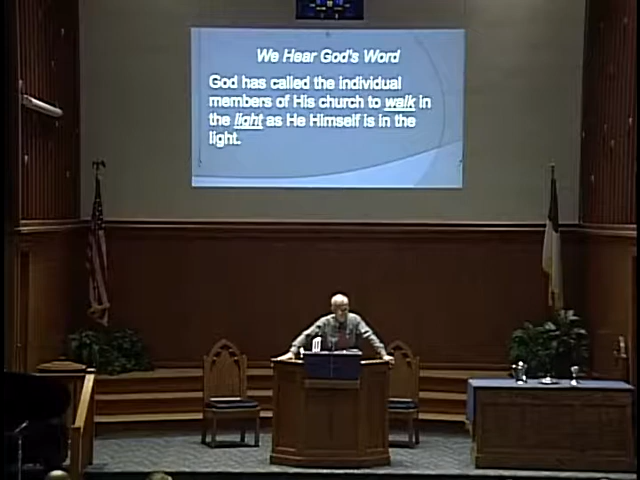 We Hear God's Word
God has called the individual
members of His church to walk in
the light as He Himself is in the
light.